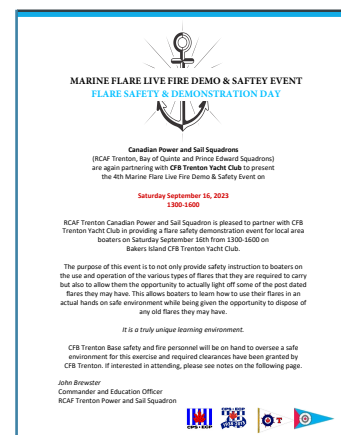 MARINE FLARE LIVE FIRE DEMO & SAFTEY EVENT
FLARE SAFETY & DEMONSTRATION DAY
Canadian Power and Sail Squadrons
(RCAF Trenton, Bay of Quinte and Prince Edward Squadrons)
are again partnering with CFB Trenton Yacht Club to present
the 4th Marine Flare Live Fire Demo & Safety Event on
Saturday September 16, 2023
1300-1600
RCAF Trenton Canadian Power and Sail Squadron is pleased to partner with CFB
Trenton Yacht Club in providing a flare safety demonstration event for local area
boaters on Saturday September 16th from 1300-1600 on
Bakers Island CFB Trenton Yacht Club.
The purpose of this event is to not only provide safety instruction to boaters on
the use and operation of the various types of flares that they are required to carry
but also to allow them the opportunity to actually light off some of the post dated
flares they may have. This allows boaters to learn how to use their flares in an
actual hands on safe environment while being given the opportunity to dispose of
any old flares they may have.
It is a truly unique learning environment.
CFB Trenton Base safety and fire personnel will be on hand to oversee a safe
environment for this exercise and required clearances have been granted by
CFB Trenton. If interested in attending, please see notes on the following page.
John Brewster
Commander and Education Officer
RCAF Trenton Power and Sail Squadron
CPS-ECP
CPS-ECP
T